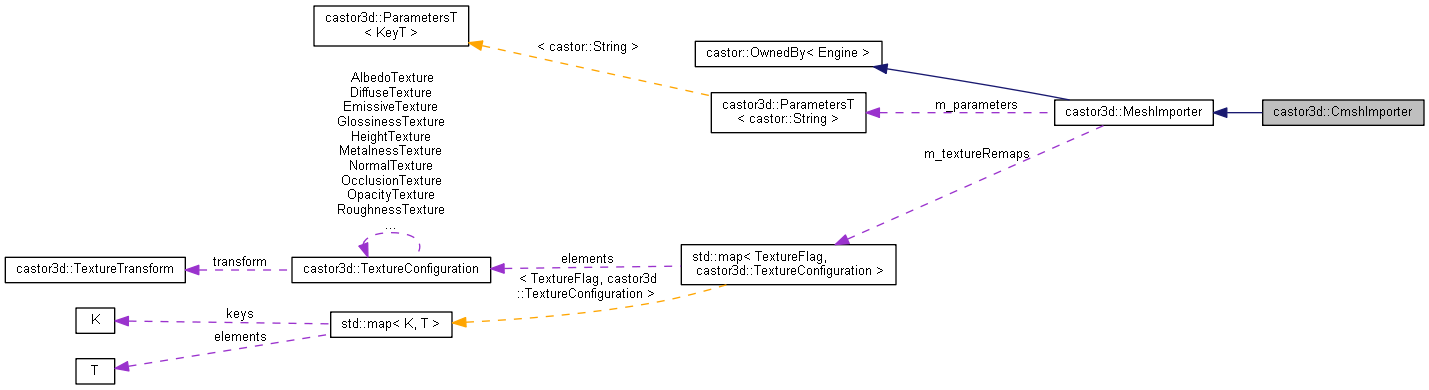 castor3d::ParametersT
< KeyT >
< castor::String >
castor::OwnedBy< Engine >
castor3d::ParametersT
< castor::String >
m_parameters
castor3d::MeshImporter
castor3d::CmshImporter
AlbedoTexture
DiffuseTexture
EmissiveTexture
GlossinessTexture
HeightTexture
MetalnessTexture
NormalTexture
OcclusionTexture
OpacityTexture
RoughnessTexture
...
m_textureRemaps
castor3d::TextureTransform
transform
castor3d::TextureConfiguration
elements
std::map< TextureFlag,
castor3d::TextureConfiguration >
< TextureFlag, castor3d
::TextureConfiguration >
K
keys
std::map< K, T >
elements
T